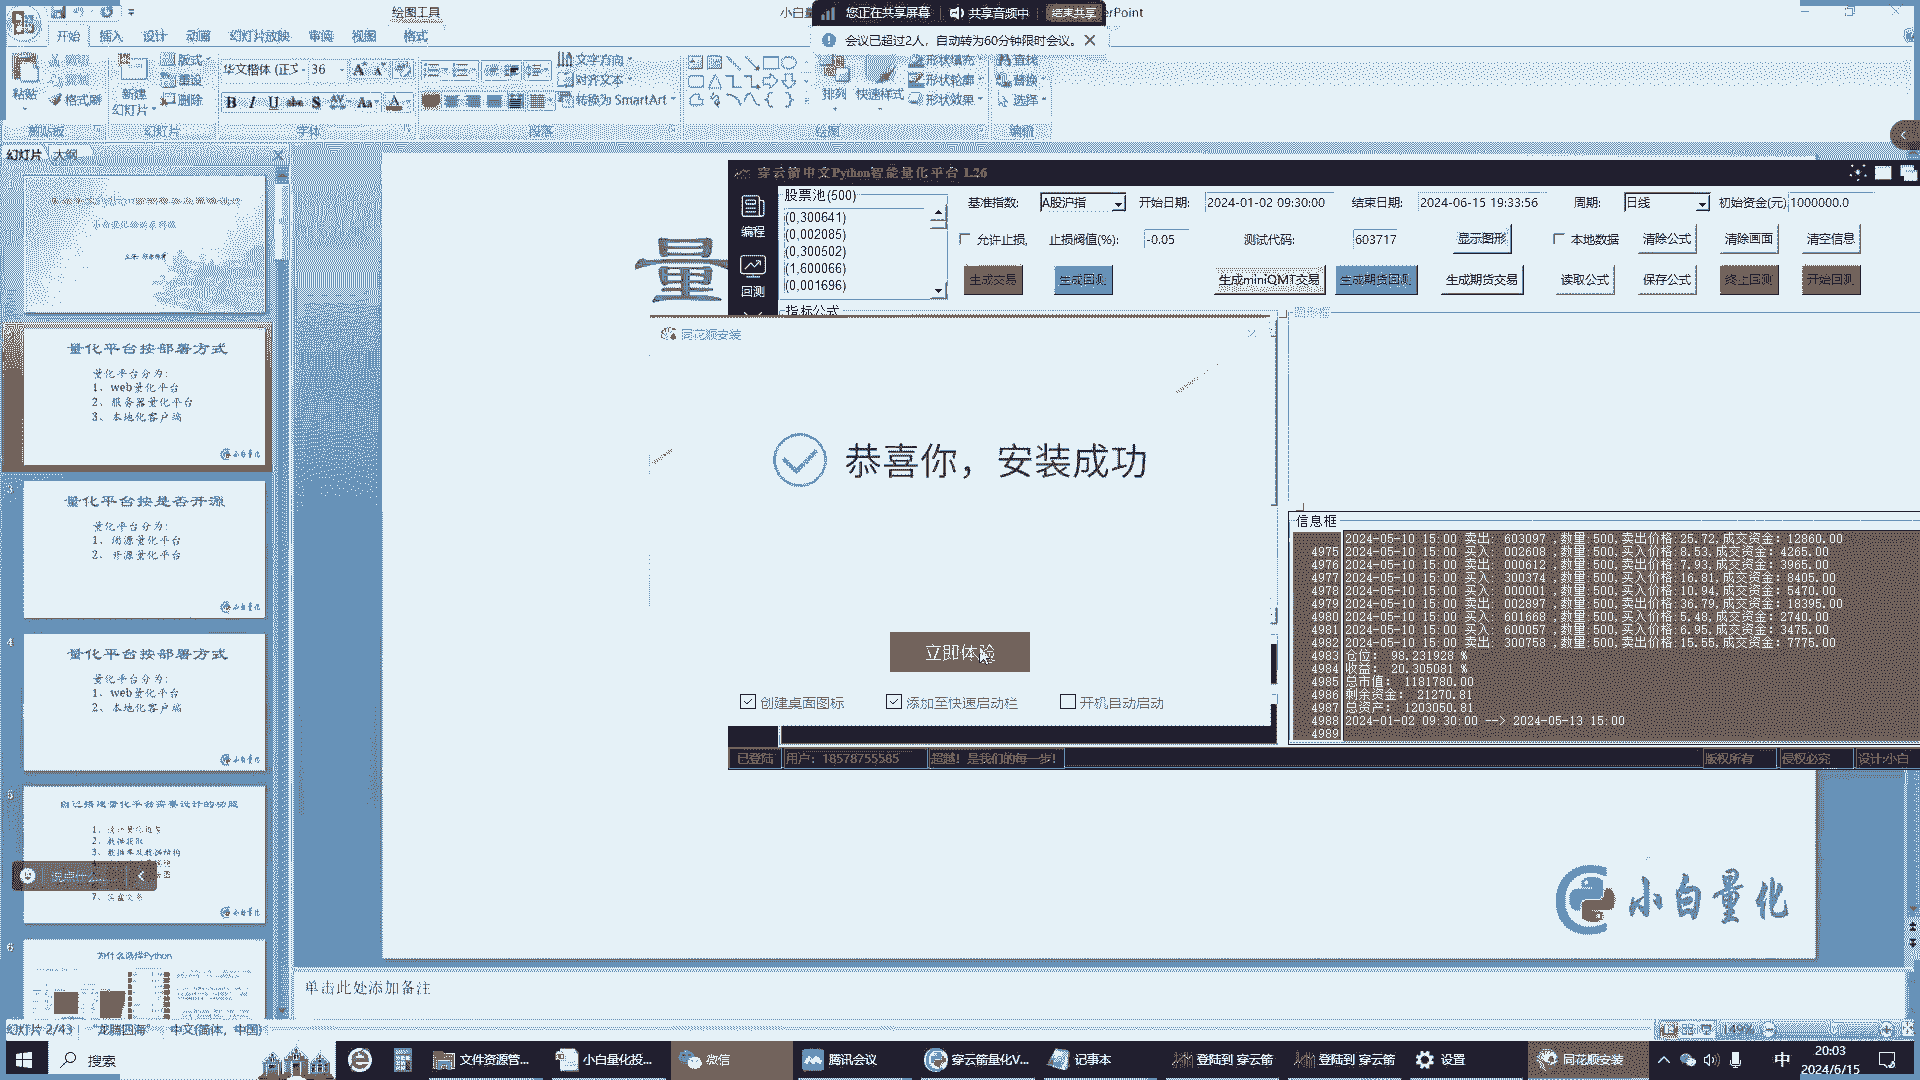 绘图工具
您正在共享屏幕
共享音频中
结束共享
会议已超过2人，自动转为60分钟限时会议。
开始 插入 设计 动画 幻灯片放映 审阅 视图 格式
粘贴
格式刷
新建
幻灯片
版式
重设
删除
华文楷体 (正文 36
文字方向
对齐文本
转换为 SmartArt
排列 快速样式
形状填充
形状轮廓
形状效果
查找
替换
选择
剪贴板 幻灯片 字体 段落 绘图 编辑
幻灯片 大纲
量化平台按部署方式
量化平台分为:
1、web量化平台
2、服务器量化平台
3、本地化客户端
小白量化
3
量化平台按是否开源
量化平台分为:
1、闭源量化平台
2、开源量化平台
小白量化
4
量化平台按部署方式
量化平台分为:
1、web量化平台
2、本地化客户端
小白量化
5
小白量化
6
为什么选择Python
量
穿云箭中文Python智能量化平台 1.26
编程
回测
股票池(500)
(0,300641)
(0,002085)
(0,300502)
(1,600066)
(0,001696)
基准指数: A股沪指 开始日期: 2024-01-02 09:30:00 结束日期: 2024-06-15 19:33:56 周期: 日线 初始资金(元) 1000000.0
允许止损, 止损阀值(%): -0.05 测试代码: 603717 显示图形 本地数据 清除公式 清除画面 清空信息
生成交易 生成回测 生成miniQMT交易 生成期货回测 生成期货交易 读取公式 保存公式 终止回测 开始回测
指标公式
图形框
同花顺安装
恭喜你，安装成功
立即体验
创建桌面图标 添加至快速启动栏 开机自动启动
信息框
2024-05-10 15:00 卖出: 603097 ,数量:500,卖出价格:25.72,成交资金: 12860.00
4975 2024-05-10 15:00 买入: 002608 ,数量:500,买入价格:8.53,成交资金: 4265.00
4976 2024-05-10 15:00 卖出: 000612 ,数量:500,卖出价格:7.93,成交资金: 3965.00
4977 2024-05-10 15:00 买入: 300374 ,数量:500,买入价格:16.81,成交资金: 8405.00
4978 2024-05-10 15:00 买入: 000001 ,数量:500,买入价格:10.94,成交资金: 5470.00
4979 2024-05-10 15:00 卖出: 002897 ,数量:500,卖出价格:36.79,成交资金: 18395.00
4980 2024-05-10 15:00 买入: 601668 ,数量:500,买入价格:5.48,成交资金: 2740.00
4981 2024-05-10 15:00 买入: 600057 ,数量:500,买入价格:6.95,成交资金: 3475.00
4982 2024-05-10 15:00 卖出: 300758 ,数量:500,卖出价格:15.55,成交资金: 7775.00
4983 仓位: 98.231928 %
4984 收益: 20.305081 %
4985 总市值: 1181780.00
4986 剩余资金: 21270.81
4987 总资产: 1203050.81
4988 2024-01-02 09:30:00 --> 2024-05-13 15:00
4989
已登陆 用户: 18578755585 超越! 是我们的每一步! 版权所有 侵权必究 设计:小白
小白量化
单击此处添加备注
幻灯片 2/43 "龙腾四海" 中文(简体，中国) 149%
搜索
文件资源管...
小白量化投...
微信
腾讯会议
穿云箭量化V...
记事本
登陆到 穿云箭
登陆到 穿云箭
设置
同花顺安装
中
20:03
2024/6/15